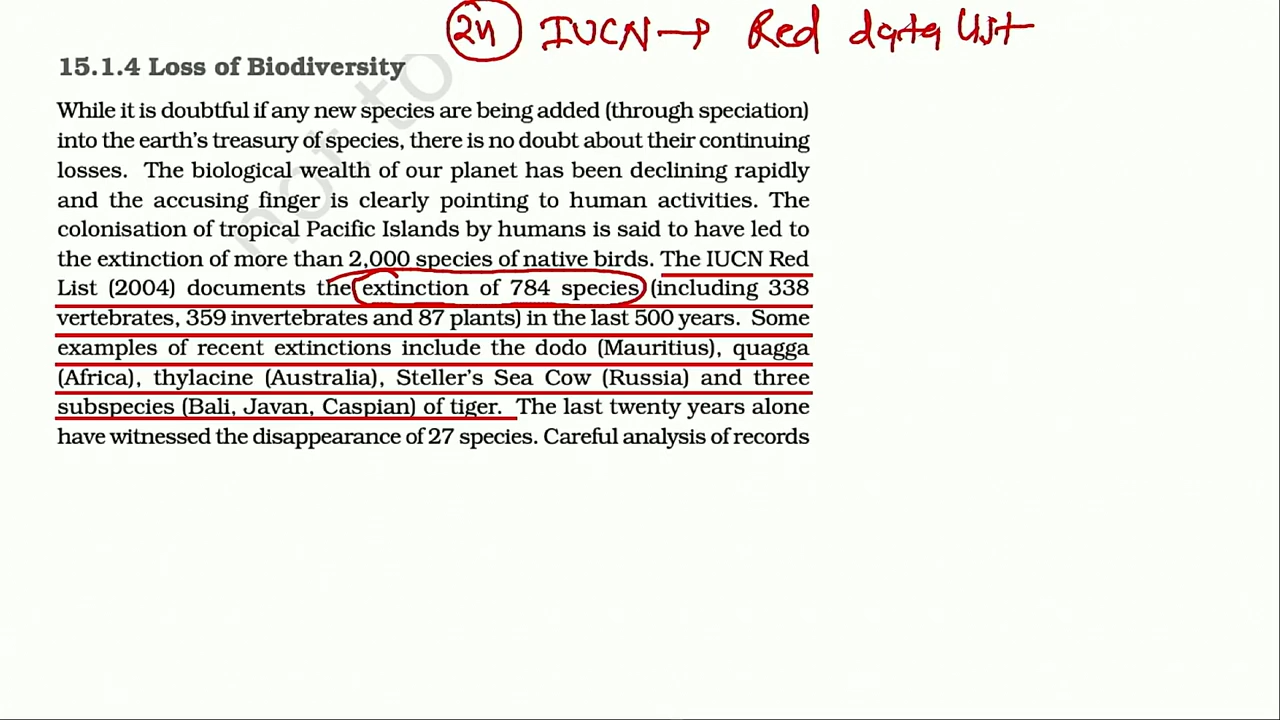 24 IUCN → Red data list
15.1.4 Loss of Biodiversity
not to
While it is doubtful if any new species are being added (through speciation)
into the earth's treasury of species, there is no doubt about their continuing
losses. The biological wealth of our planet has been declining rapidly
and the accusing finger is clearly pointing to human activities. The
colonisation of tropical Pacific Islands by humans is said to have led to
the extinction of more than 2,000 species of native birds. The IUCN Red
List (2004) documents the extinction of 784 species (including 338
vertebrates, 359 invertebrates and 87 plants) in the last 500 years. Some
examples of recent extinctions include the dodo (Mauritius), quagga
(Africa), thylacine (Australia), Steller's Sea Cow (Russia) and three
subspecies (Bali, Javan, Caspian) of tiger. The last twenty years alone
have witnessed the disappearance of 27 species. Careful analysis of records